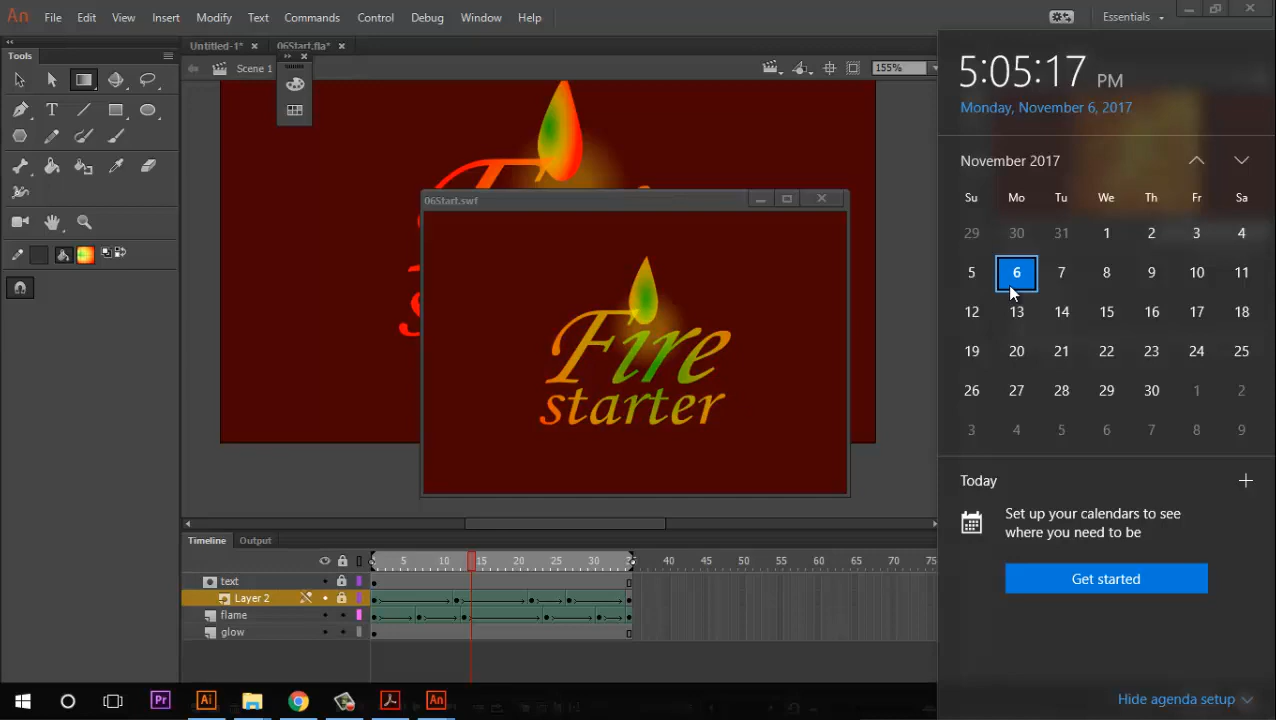 An File Edit View Insert Modify Text Commands Control Debug Window Help Essentials
Tools
Untitled-1* × 06Start.fla* ×
Scene 1 155%
06Start.swf
Fire
starter
Timeline Output
5 10 15 20 25 30 40 45 50 55 60 65 70 75
text
Layer 2
flame
glow
5:05:17 PM
Monday, November 6, 2017
November 2017
Su Mo Tu We Th Fr Sa
29 30 31 1 2 3 4
5 6 7 8 9 10 11
12 13 14 15 16 17 18
19 20 21 22 23 24 25
26 27 28 29 30 1 2
3 4 5 6 7 8 9
Today
Set up your calendars to see
where you need to be
Get started
Hide agenda setup
Pr Ai An